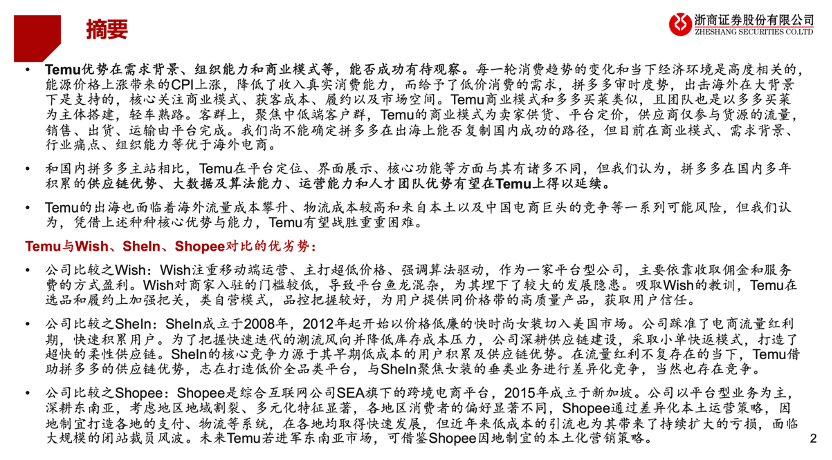 摘要
浙商证券股份有限公司
ZHESHANG SECURITIES CO.LTD
• Temu优势在需求背景、组织能力和商业模式等，能否成功有待观察。每一轮消费趋势的变化和当下经济环境是高度相关的，
能源价格上涨带来的CPI上涨，降低了收入真实消费能力，而给予了低价消费的需求，拼多多审时度势，出击海外在大背景
下是支持的，核心关注商业模式、获客成本、履约以及市场空间。Temu商业模式和多多买菜类似，且团队也是以多多买菜
为主体搭建，轻车熟路。客群上，聚焦中低端客户群，Temu的商业模式为卖家供货、平台定价，供应商仅参与货源的流量，
销售、出货、运输由平台完成。我们尚不能确定拼多多在出海上能否复制国内成功的路径，但目前在商业模式、需求背景、
行业痛点、组织能力等优于海外电商。
• 和国内拼多多主站相比，Temu在平台定位、界面展示、核心功能等方面与其有诸多不同，但我们认为，拼多多在国内多年
积累的供应链优势、大数据及算法能力、运营能力和人才团队优势有望在Temu上得以延续。
• Temu的出海也面临着海外流量成本攀升、物流成本较高和来自本土以及中国电商巨头的竞争等一系列可能风险，但我们认
为，凭借上述种种核心优势与能力，Temu有望战胜重重困难。
Temu与Wish、SheIn、Shopee对比的优劣势：
• 公司比较之Wish：Wish注重移动端运营、主打超低价格、强调算法驱动，作为一家平台型公司，主要依靠收取佣金和服务
费的方式盈利。Wish对商家入驻的门槛较低，导致平台鱼龙混杂，为其埋下了较大的发展隐患。吸取Wish的教训，Temu在
选品和履约上加强把关，类自营模式，品控把握较好，为用户提供同价格带的高质量产品，获取用户信任。
• 公司比较之SheIn：SheIn成立于2008年，2012年起开始以价格低廉的快时尚女装切入美国市场。公司踩准了电商流量红利
期，快速积累用户。为了把握快速迭代的潮流风向并降低库存成本压力，公司深耕供应链建设，采取小单快返模式，打造了
超快的柔性供应链。SheIn的核心竞争力源于其早期低成本的用户积累及供应链优势。在流量红利不复存在的当下，Temu借
助拼多多的供应链优势，志在打造低价全品类平台，与SheIn聚焦女装的垂类业务进行差异化竞争，当然也存在竞争。
• 公司比较之Shopee：Shopee是综合互联网公司SEA旗下的跨境电商平台，2015年成立于新加坡。公司以平台型业务为主，
深耕东南亚，考虑地区地域割裂、多元化特征显著，各地区消费者的偏好显著不同，Shopee通过差异化本土运营策略，因
地制宜打造各地的支付、物流等系统，在各地均取得快速发展，但近年来低成本的引流也为其带来了持续扩大的亏损，面临
大规模的闭站裁员风波。未来Temu若进军东南亚市场，可借鉴Shopee因地制宜的本土化营销策略。
2